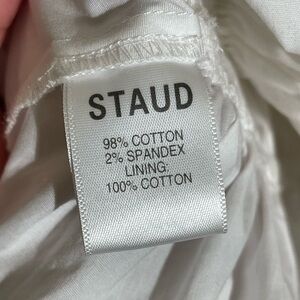 STAUD
98% COTTON
2% SPANDEX
LINING:
100% COTTON